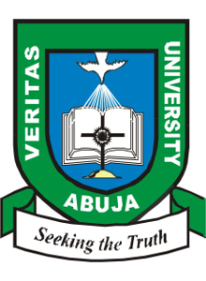 VERITAS
UNIVERSITY
ABUJA
Seeking the Truth